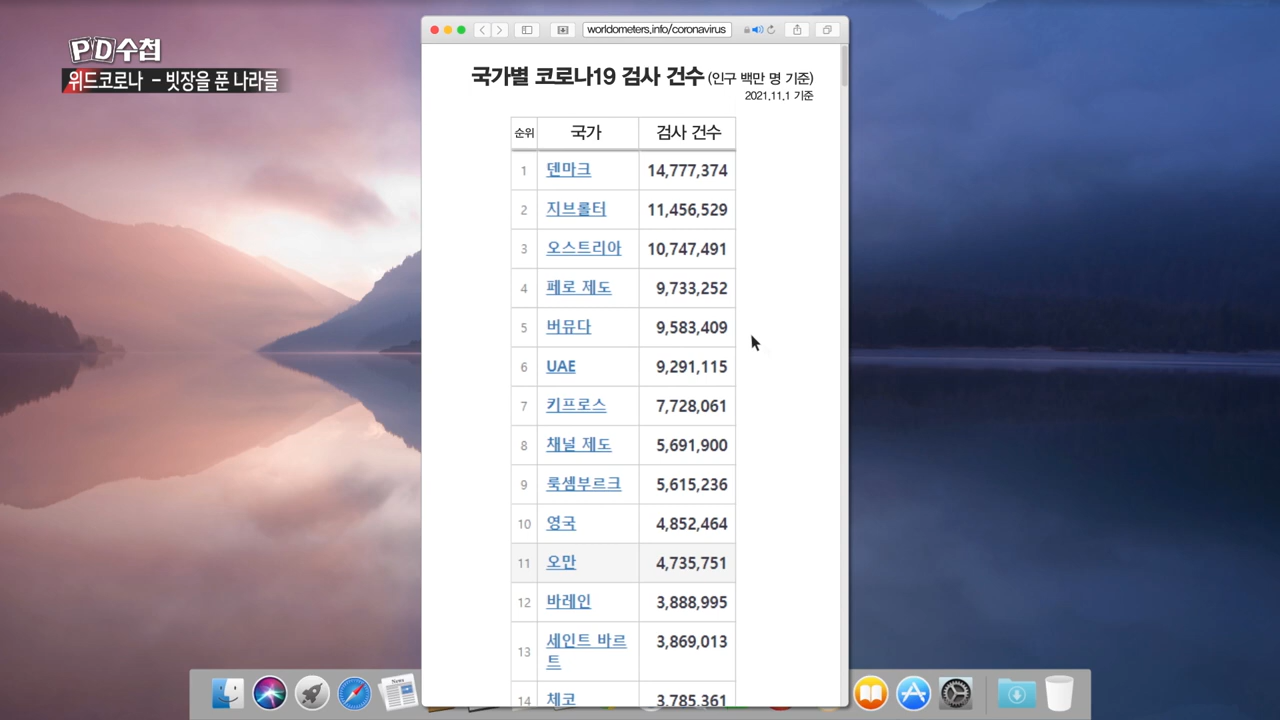 PD수첩
위드코로나 - 빗장을 푼 나라들
worldometers.info/coronavirus
국가별 코로나19 검사 건수 (인구 백만 명 기준)
2021.11.1 기준
순위 국가 검사 건수
1 덴마크 14,777,374
2 지브롤터 11,456,529
3 오스트리아 10,747,491
4 페로 제도 9,733,252
5 버뮤다 9,583,409
6 UAE 9,291,115
7 키프로스 7,728,061
8 채널 제도 5,691,900
9 룩셈부르크 5,615,236
10 영국 4,852,464
11 오만 4,735,751
12 바레인 3,888,995
13 세인트 바르 3,869,013
트
14 체코 3,785,361
News